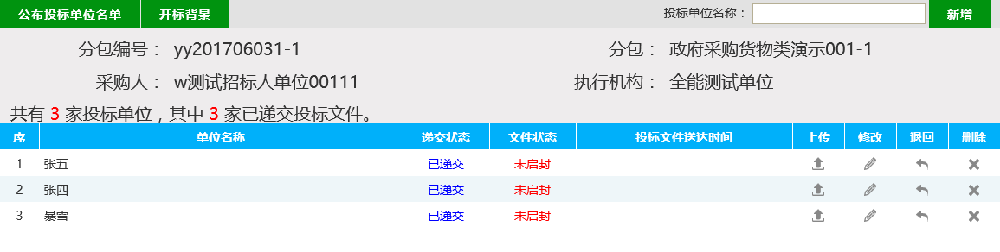 公布投标单位名单 开标背景 投标单位名称： 新增
分包编号： yy201706031-1 分包： 政府采购货物类演示001-1
采购人： w测试招标人单位00111 执行机构： 全能测试单位
共有 3 家投标单位，其中 3 家已递交投标文件。
序 单位名称 递交状态 文件状态 投标文件送达时间 上传 修改 退回 删除
1 张五 已递交 未启封
2 张四 已递交 未启封
3 暴雪 已递交 未启封